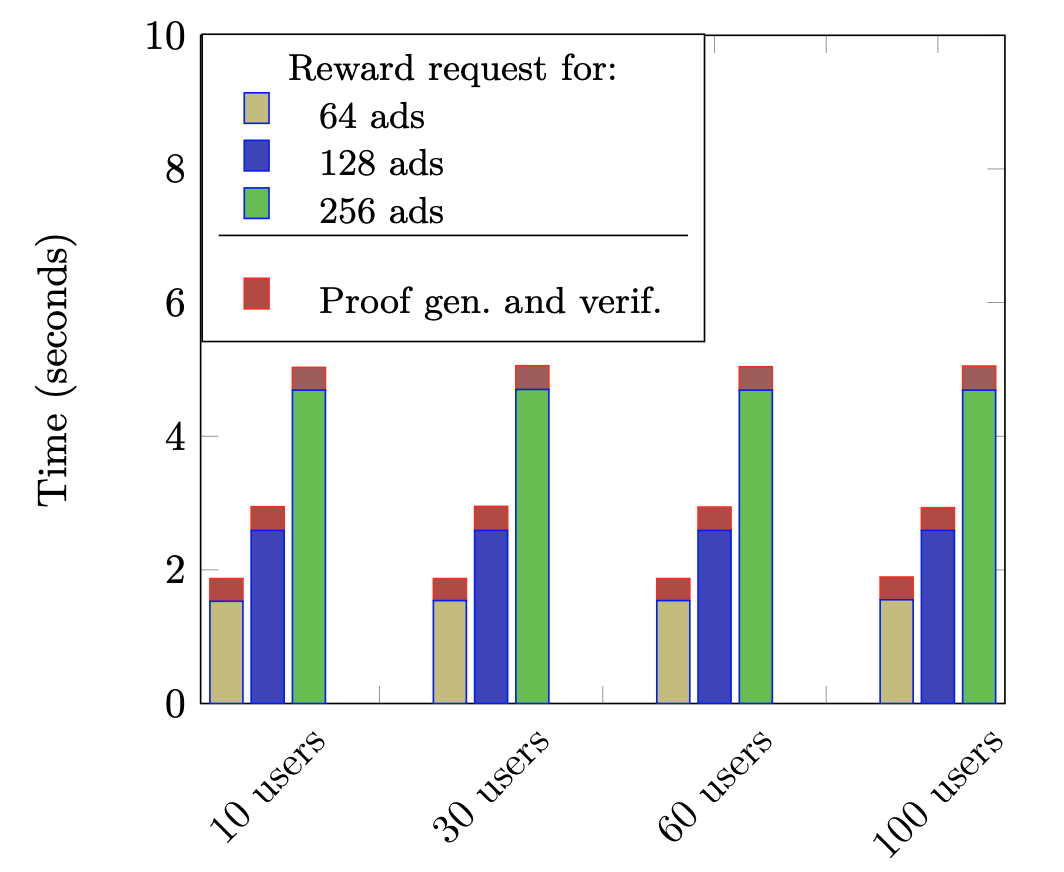 10
8
6
4
2
0
Time (seconds)
Reward request for:
64 ads
128 ads
256 ads
Proof gen. and verif.
10 users
30 users
60 users
100 users